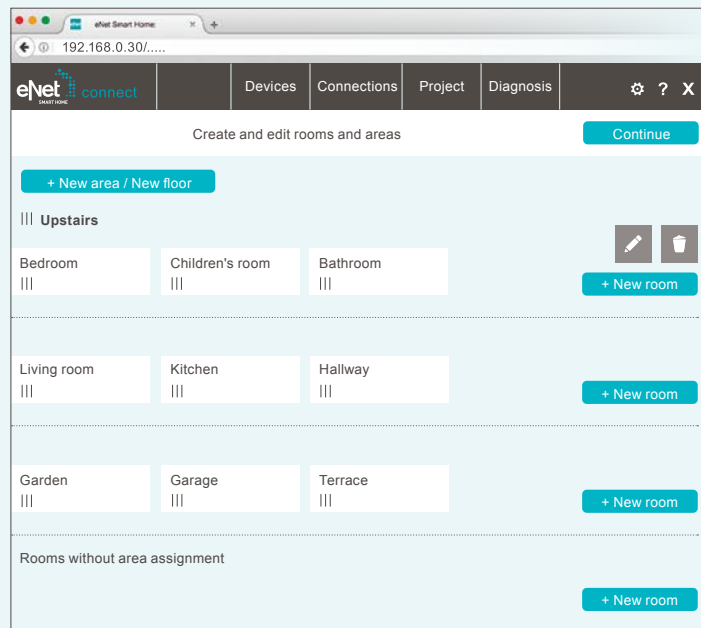 eNet Smart Home:
192.168.0.30/.....
eNet connect
SMART HOME
Devices Connections Project Diagnosis ? X
Create and edit rooms and areas Continue
+ New area / New floor
Upstairs
Bedroom Children's room Bathroom
+ New room
Living room Kitchen Hallway
+ New room
Garden Garage Terrace
+ New room
Rooms without area assignment
+ New room